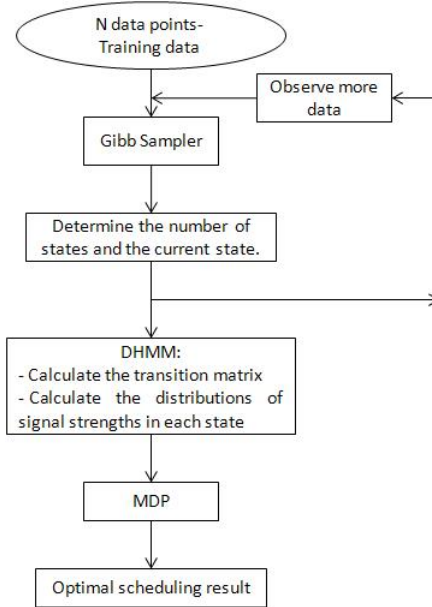 N data points-
Training data
Observe more
data
Gibb Sampler
Determine the number of
states and the current state.
DHMM:
- Calculate the transition matrix
- Calculate the distributions of
signal strengths in each state
MDP
Optimal scheduling result